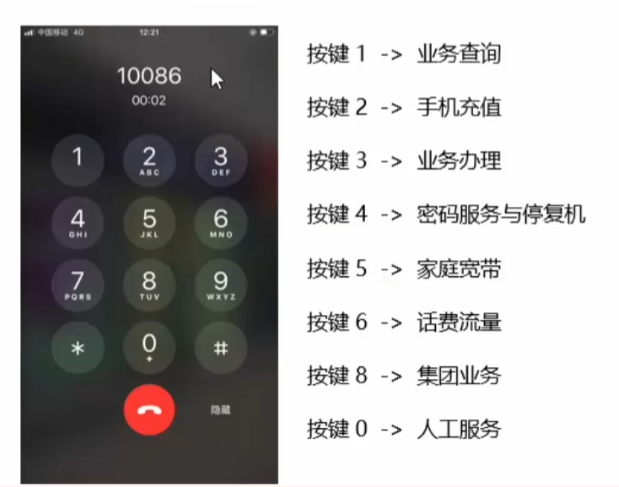 中国移动 4G 12:21
10086
00:02
1 2 3
ABC DEF
4 5 6
GHI JKL MNO
7 8 9
PQRS TUV WXYZ
* 0 #
+
隐藏
按键 1 -> 业务查询
按键 2 -> 手机充值
按键 3 -> 业务办理
按键 4 -> 密码服务与停复机
按键 5 -> 家庭宽带
按键 6 -> 话费流量
按键 8 -> 集团业务
按键 0 -> 人工服务